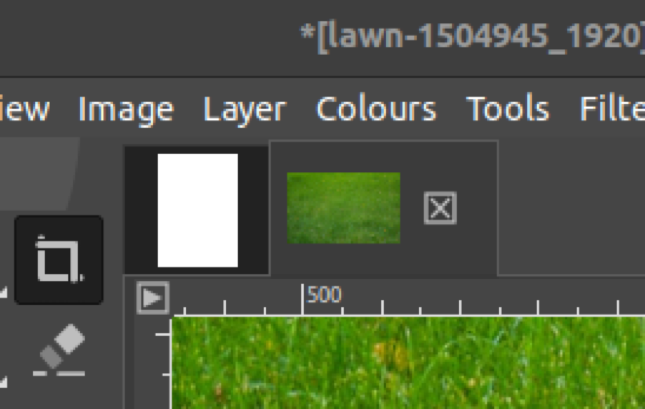 *[lawn-1504945_1920]
iew Image Layer Colours Tools Filte
500